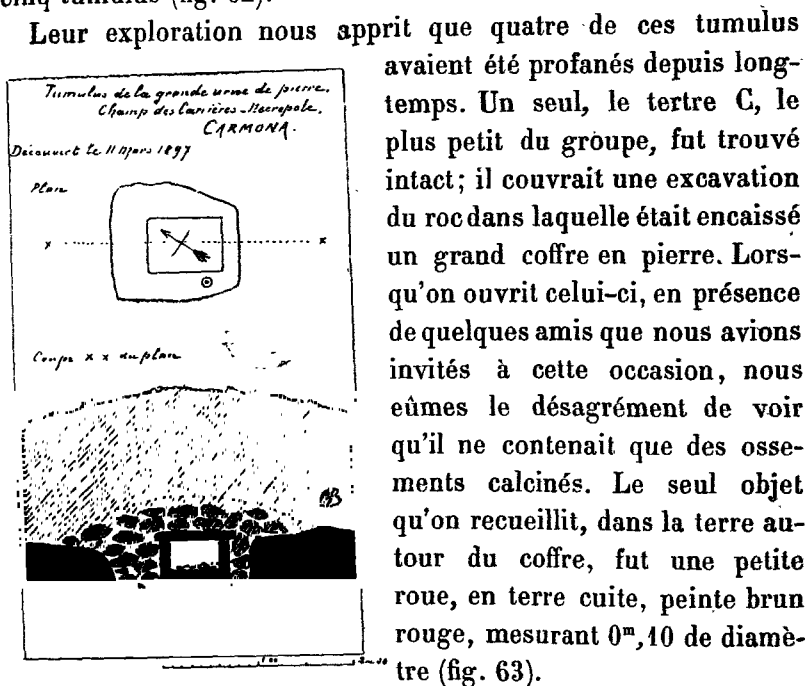 cinq tumulus (fig. 62).
Leur exploration nous apprit que quatre de ces tumulus
avaient été profanés depuis long-
temps. Un seul, le tertre C, le
plus petit du groupe, fut trouvé
intact; il couvrait une excavation
du roc dans laquelle était encaissé
un grand coffre en pierre. Lors-
qu'on ouvrit celui-ci, en présence
de quelques amis que nous avions
invités à cette occasion, nous
eûmes le désagrément de voir
qu'il ne contenait que des osse-
ments calcinés. Le seul objet
qu'on recueillit, dans la terre au-
tour du coffre, fut une petite
roue, en terre cuite, peinte brun
rouge, mesurant 0ᵐ,10 de diamè-
tre (fig. 63).
Tumulus de la grande urne de pierre.
Champ des Carrières - Necropole.
CARMONA.
Découvert le 11 Mars 1897
Plan
x x
Coupe x x du plan